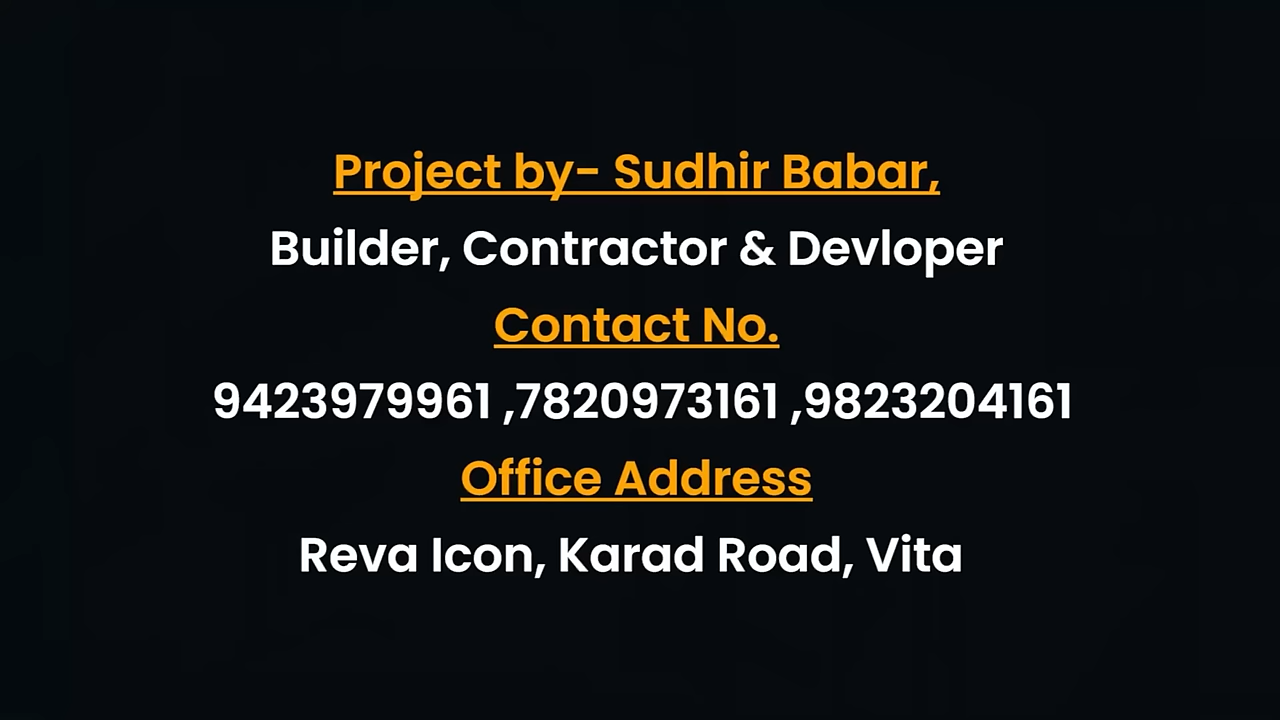 Project by- Sudhir Babar,
Builder, Contractor & Devloper
Contact No.
9423979961 ,7820973161 ,9823204161
Office Address
Reva Icon, Karad Road, Vita